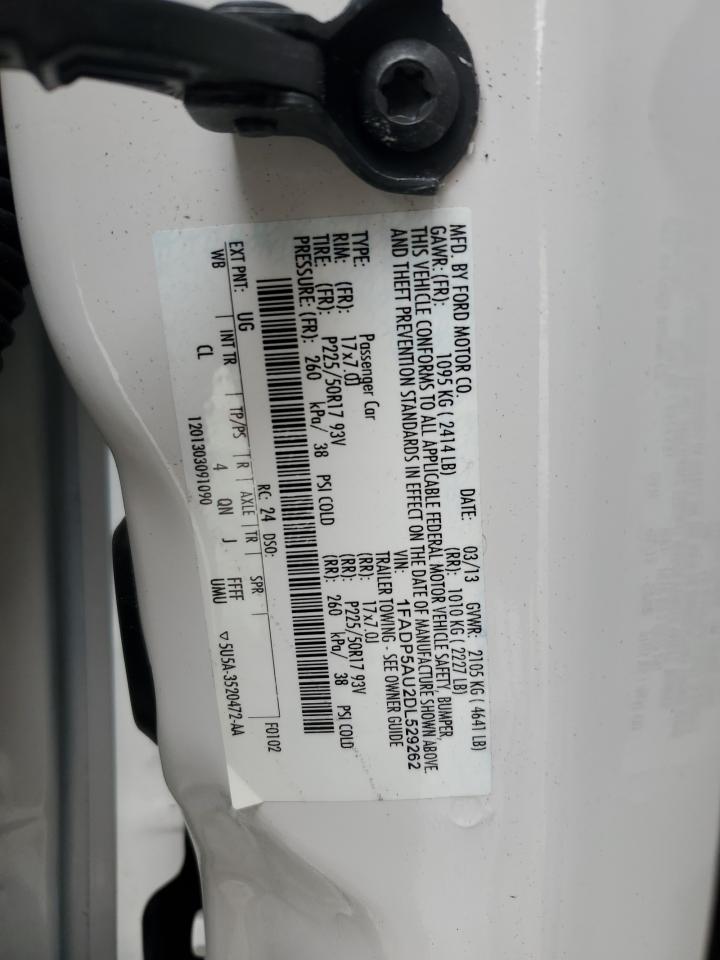 MFD. BY FORD MOTOR CO. DATE: 03/13 GVWR: 2105 KG ( 4641 LB)
GAWR: (FR): 1095 KG ( 2414 LB) (RR): 1010 KG ( 2227 LB)
THIS VEHICLE CONFORMS TO ALL APPLICABLE FEDERAL MOTOR VEHICLE SAFETY, BUMPER,
AND THEFT PREVENTION STANDARDS IN EFFECT ON THE DATE OF MANUFACTURE SHOWN ABOVE.
VIN: 1FADP5AU2DL529262
TYPE: Passenger Car TRAILER TOWING - SEE OWNER GUIDE
RIM: (FR): 17x7.0J (RR): 17x7.0J
TIRE: (FR): P225/50R17 93V (RR): P225/50R17 93V
PRESSURE: (FR): 260 kPa/ 38 PSI COLD (RR): 260 kPa/ 38 PSI COLD
F0102
EXT PNT: UG RC: 24 DSO:
WB INT TR TP/PS R AXLE TR SPR
CL 4 QN J FFFF
UMU
1201303091090 ▽5U5A-3520472-AA